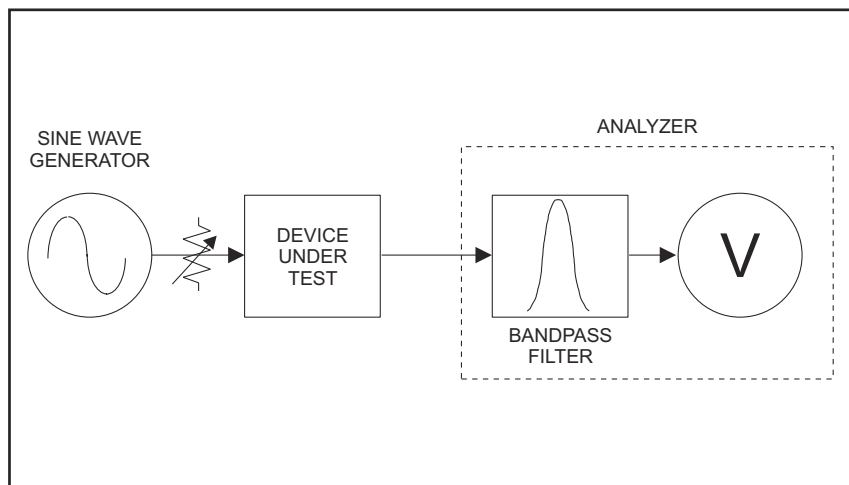 SINE WAVE
GENERATOR
DEVICE
UNDER
TEST
ANALYZER
BANDPASS
FILTER
V